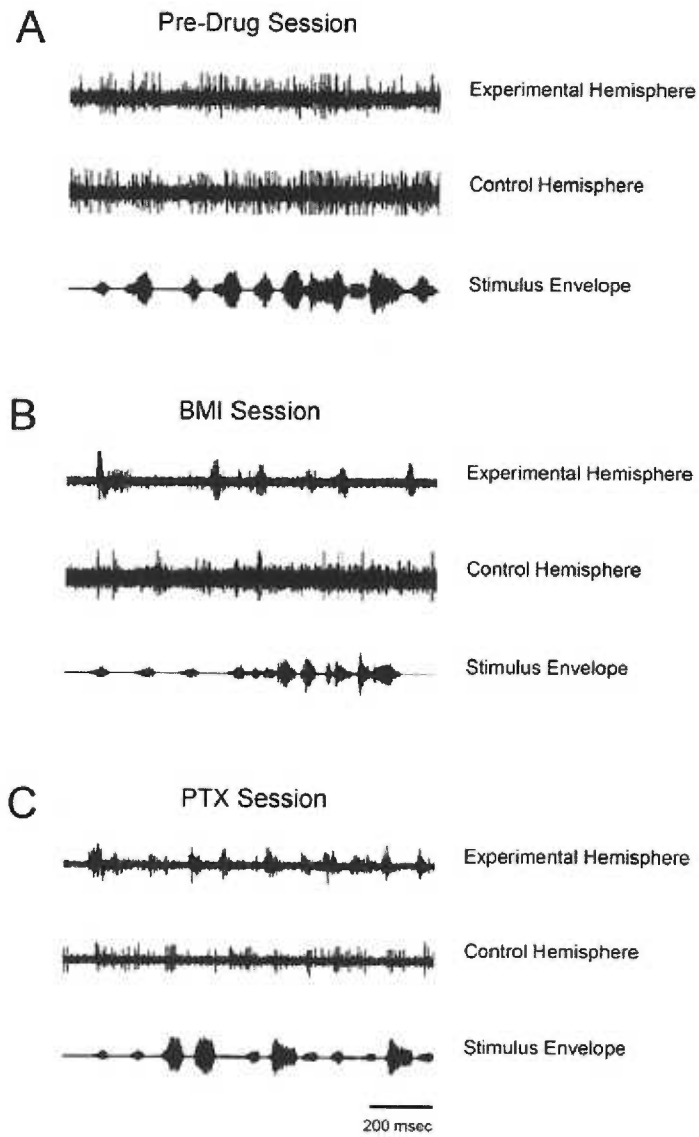 A
Pre-Drug Session
Experimental Hemisphere
Control Hemisphere
Stimulus Envelope
B
BMI Session
Experimental Hemisphere
Control Hemisphere
Stimulus Envelope
C
PTX Session
Experimental Hemisphere
Control Hemisphere
Stimulus Envelope
200 msec